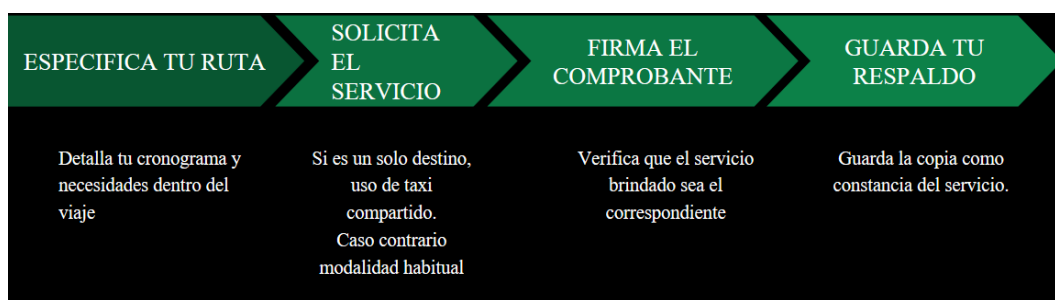 ESPECIFICA TU RUTA
SOLICITA
EL
SERVICIO
FIRMA EL
COMPROBANTE
GUARDA TU
RESPALDO
Detalla tu cronograma y
necesidades dentro del
viaje
Si es un solo destino,
uso de taxi
compartido.
Caso contrario
modalidad habitual
Verifica que el servicio
brindado sea el
correspondiente
Guarda la copia como
constancia del servicio.